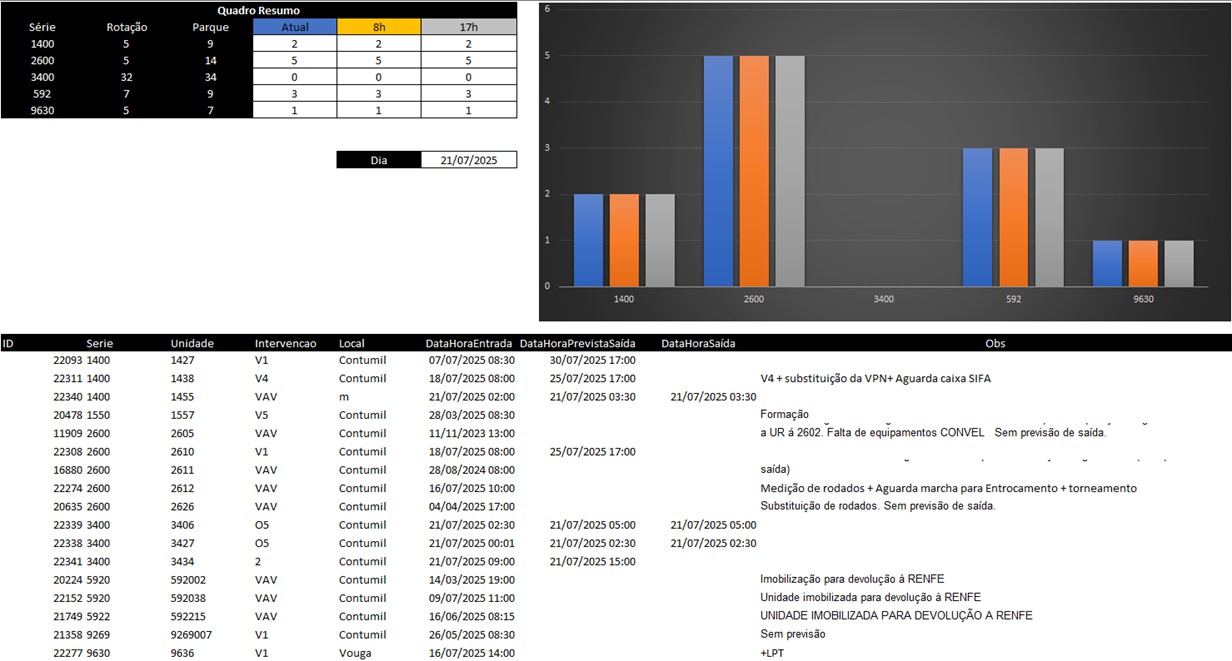 Quadro Resumo
Série Rotação Parque Atual 8h 17h
1400 5 9 2 2 2
2600 5 14 5 5 5
3400 32 34 0 0 0
592 7 9 3 3 3
9630 5 7 1 1 1
Dia 21/07/2025
6
5
4
3
2
1
0
1400 2600 3400 592 9630
ID Serie Unidade Intervencao Local DataHoraEntrada DataHoraPrevistaSaída DataHoraSaída Obs
22093 1400 1427 V1 Contumil 07/07/2025 08:30 30/07/2025 17:00
22311 1400 1438 V4 Contumil 18/07/2025 08:00 25/07/2025 17:00 V4 + substituição da VPN+ Aguarda caixa SIFA
22340 1400 1455 VAV m 21/07/2025 02:00 21/07/2025 03:30 21/07/2025 03:30
20478 1550 1557 V5 Contumil 28/03/2025 08:30 Formação
11909 2600 2605 VAV Contumil 11/11/2023 13:00 a UR á 2602. Falta de equipamentos CONVEL Sem previsão de saída.
22308 2600 2610 V1 Contumil 18/07/2025 08:00 25/07/2025 17:00
16880 2600 2611 VAV Contumil 28/08/2024 08:00 saída)
22274 2600 2612 VAV Contumil 16/07/2025 10:00 Medição de rodados + Aguarda marcha para Entrocamento + torneamento
20635 2600 2626 VAV Contumil 04/04/2025 17:00 Substituição de rodados. Sem previsão de saída.
22339 3400 3406 O5 Contumil 21/07/2025 02:30 21/07/2025 05:00 21/07/2025 05:00
22338 3400 3427 O5 Contumil 21/07/2025 00:01 21/07/2025 02:30 21/07/2025 02:30
22341 3400 3434 2 Contumil 21/07/2025 09:00 21/07/2025 15:00
20224 5920 592002 VAV Contumil 14/03/2025 19:00 Imobilização para devolução à RENFE
22152 5920 592038 VAV Contumil 09/07/2025 11:00 Unidade imobilizada para devolução à RENFE
21749 5922 592215 VAV Contumil 16/06/2025 08:15 UNIDADE IMOBILIZADA PARA DEVOLUÇÃO A RENFE
21358 9269 9269007 V1 Contumil 26/05/2025 08:30 Sem previsão
22277 9630 9636 V1 Vouga 16/07/2025 14:00 +LPT